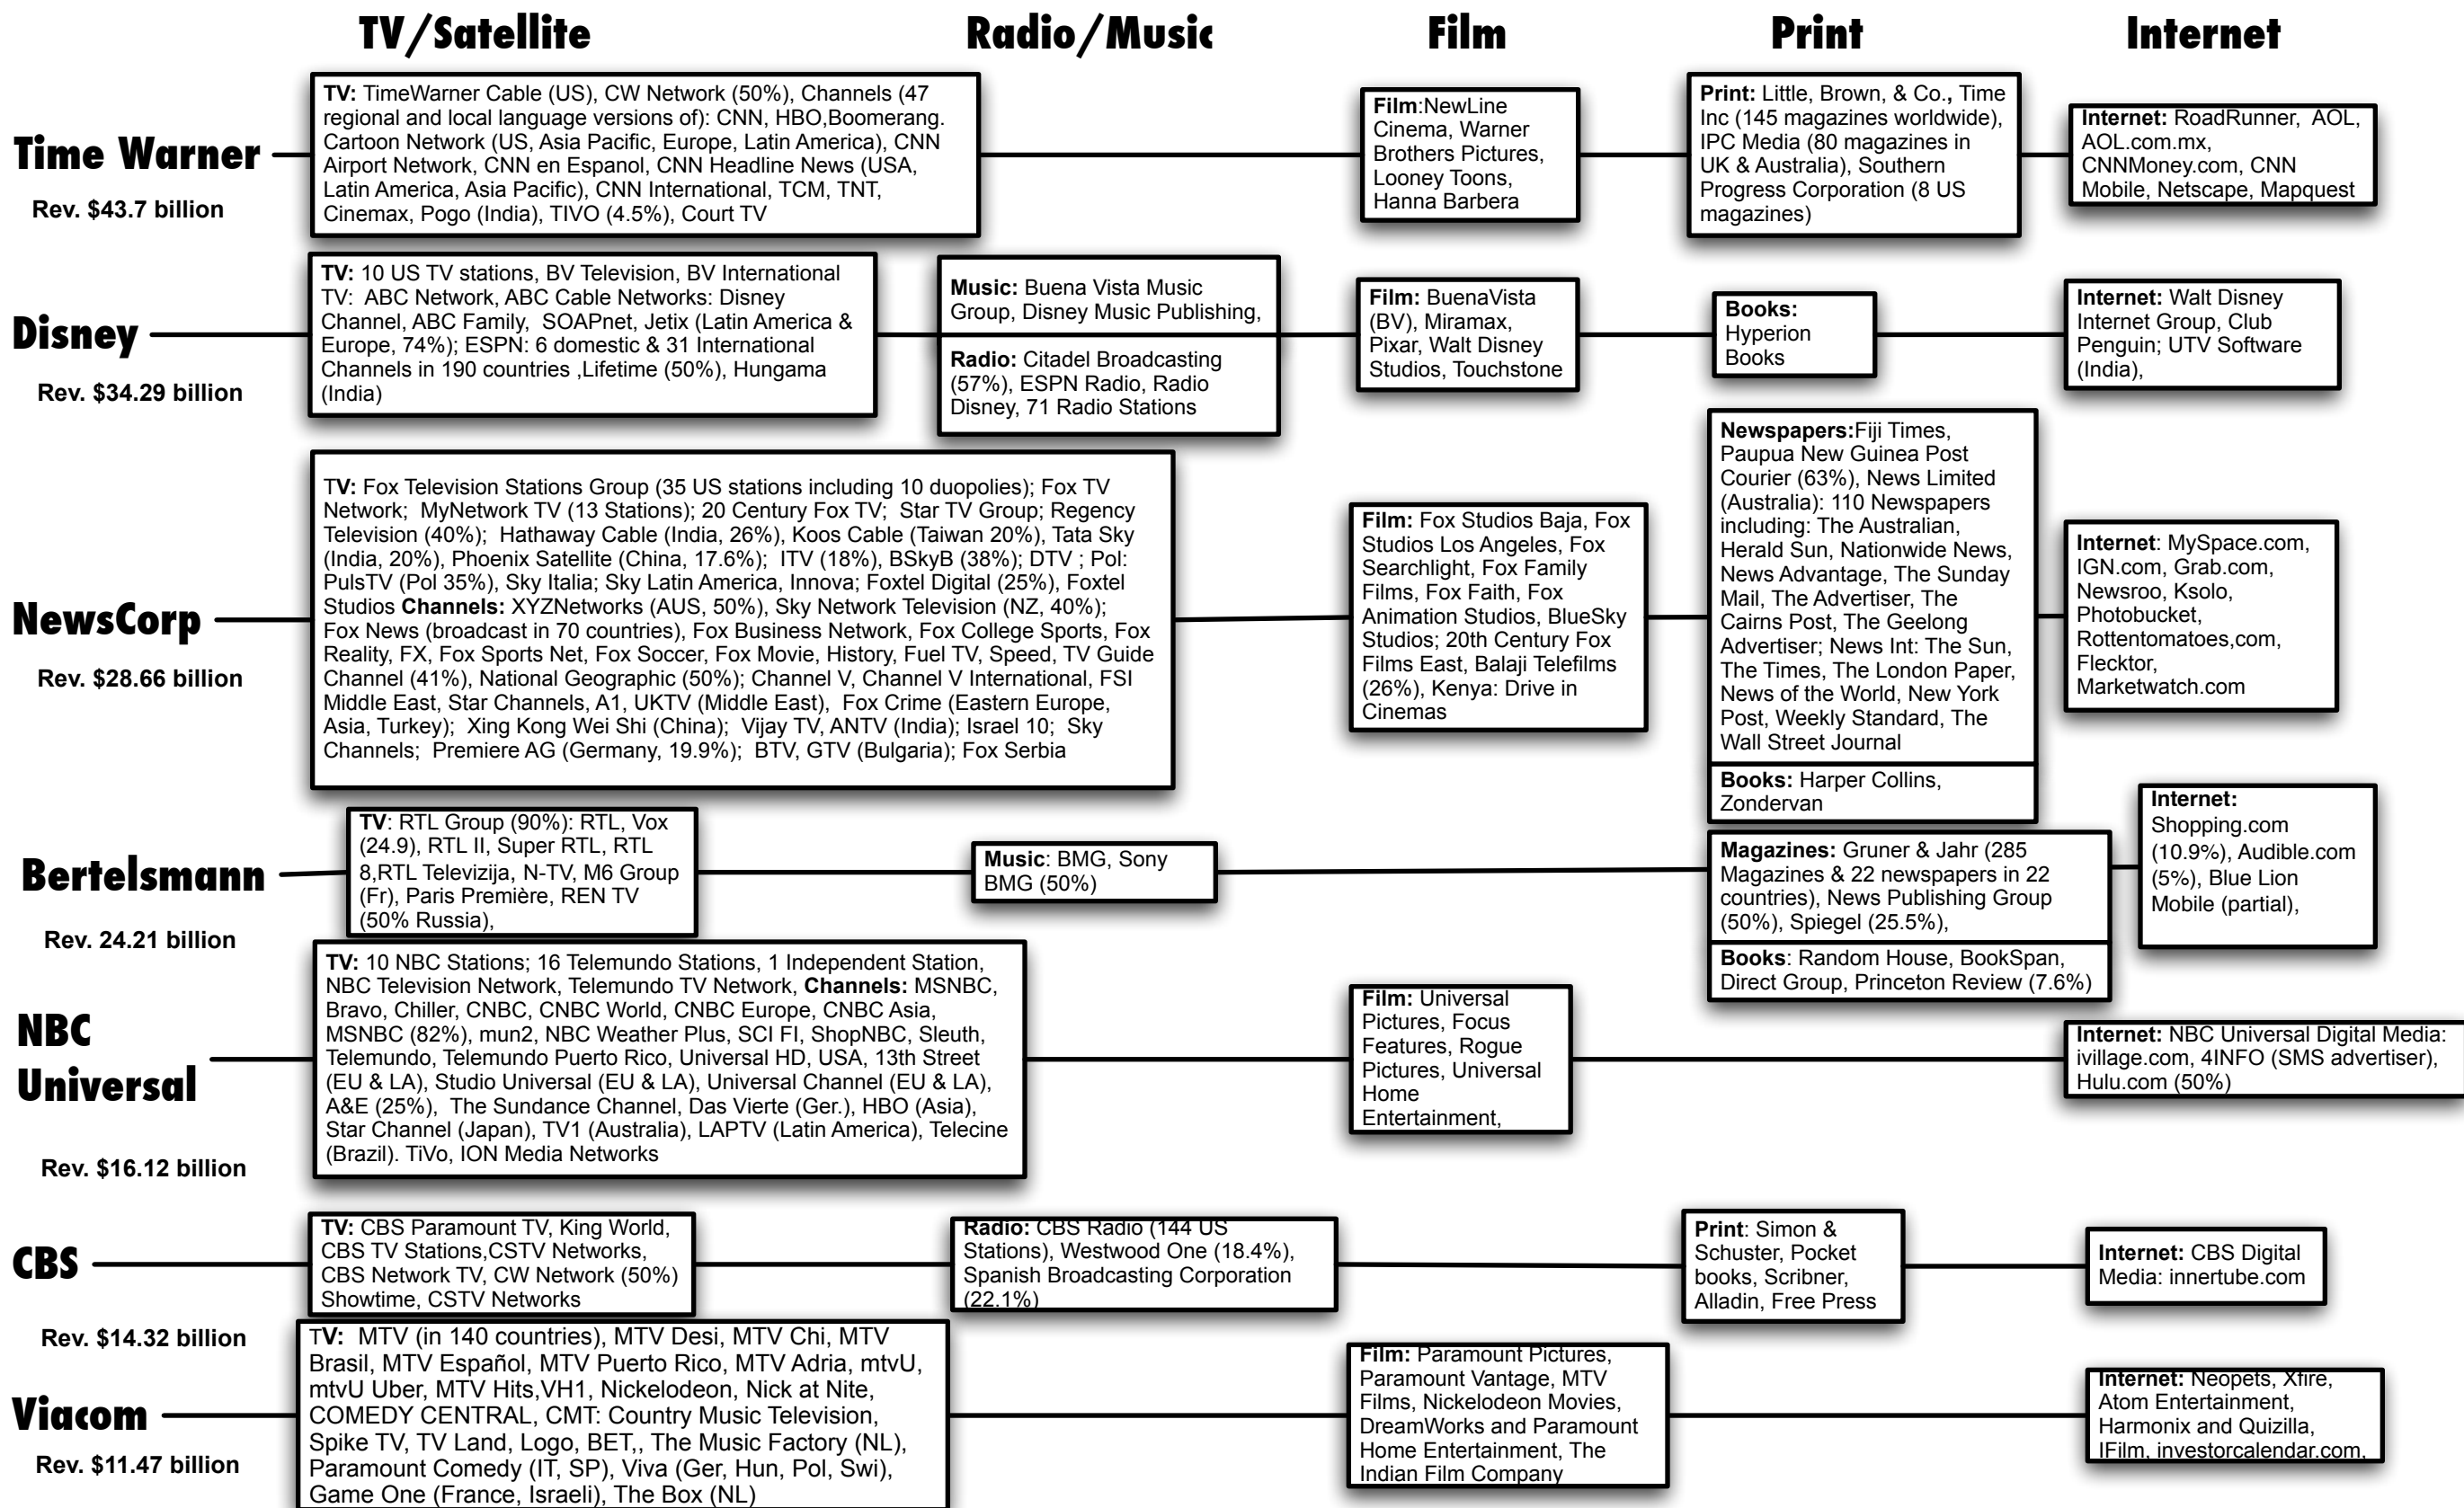 TV/Satellite
Radio/Music
Film
Print
Internet
Time Warner
Rev. $43.7 billion
TV: TimeWarner Cable (US), CW Network (50%), Channels (47
regional and local language versions of): CNN, HBO,Boomerang.
Cartoon Network (US, Asia Pacific, Europe, Latin America), CNN
Airport Network, CNN en Espanol, CNN Headline News (USA,
Latin America, Asia Pacific), CNN International, TCM, TNT,
Cinemax, Pogo (India), TIVO (4.5%), Court TV
Film:NewLine
Cinema, Warner
Brothers Pictures,
Looney Toons,
Hanna Barbera
Print: Little, Brown, & Co., Time
Inc (145 magazines worldwide),
IPC Media (80 magazines in
UK & Australia), Southern
Progress Corporation (8 US
magazines)
Internet: RoadRunner, AOL,
AOL.com.mx,
CNNMoney.com, CNN
Mobile, Netscape, Mapquest
Disney
Rev. $34.29 billion
TV: 10 US TV stations, BV Television, BV International
TV: ABC Network, ABC Cable Networks: Disney
Channel, ABC Family, SOAPnet, Jetix (Latin America &
Europe, 74%); ESPN: 6 domestic & 31 International
Channels in 190 countries ,Lifetime (50%), Hungama
(India)
Music: Buena Vista Music
Group, Disney Music Publishing,
Radio: Citadel Broadcasting
(57%), ESPN Radio, Radio
Disney, 71 Radio Stations
Film: BuenaVista
(BV), Miramax,
Pixar, Walt Disney
Studios, Touchstone
Books:
Hyperion
Books
Internet: Walt Disney
Internet Group, Club
Penguin; UTV Software
(India),
NewsCorp
Rev. $28.66 billion
TV: Fox Television Stations Group (35 US stations including 10 duopolies); Fox TV
Network; MyNetwork TV (13 Stations); 20 Century Fox TV; Star TV Group; Regency
Television (40%); Hathaway Cable (India, 26%), Koos Cable (Taiwan 20%), Tata Sky
(India, 20%), Phoenix Satellite (China, 17.6%); ITV (18%), BSkyB (38%); DTV ; Pol:
PulsTV (Pol 35%), Sky Italia; Sky Latin America, Innova; Foxtel Digital (25%), Foxtel
Studios Channels: XYZNetworks (AUS, 50%), Sky Network Television (NZ, 40%);
Fox News (broadcast in 70 countries), Fox Business Network, Fox College Sports, Fox
Reality, FX, Fox Sports Net, Fox Soccer, Fox Movie, History, Fuel TV, Speed, TV Guide
Channel (41%), National Geographic (50%); Channel V, Channel V International, FSI
Middle East, Star Channels, A1, UKTV (Middle East), Fox Crime (Eastern Europe,
Asia, Turkey); Xing Kong Wei Shi (China); Vijay TV, ANTV (India); Israel 10; Sky
Channels; Premiere AG (Germany, 19.9%); BTV, GTV (Bulgaria); Fox Serbia
Film: Fox Studios Baja, Fox
Studios Los Angeles, Fox
Searchlight, Fox Family
Films, Fox Faith, Fox
Animation Studios, BlueSky
Studios; 20th Century Fox
Films East, Balaji Telefilms
(26%), Kenya: Drive in
Cinemas
Newspapers:Fiji Times,
Paupua New Guinea Post
Courier (63%), News Limited
(Australia): 110 Newspapers
including: The Australian,
Herald Sun, Nationwide News,
News Advantage, The Sunday
Mail, The Advertiser, The
Cairns Post, The Geelong
Advertiser; News Int: The Sun,
The Times, The London Paper,
News of the World, New York
Post, Weekly Standard, The
Wall Street Journal
Books: Harper Collins,
Zondervan
Internet: MySpace.com,
IGN.com, Grab.com,
Newsroo, Ksolo,
Photobucket,
Rottentomatoes,com,
Flecktor,
Marketwatch.com
Bertelsmann
Rev. 24.21 billion
TV: RTL Group (90%): RTL, Vox
(24.9), RTL II, Super RTL, RTL
8,RTL Televizija, N-TV, M6 Group
(Fr), Paris Première, REN TV
(50% Russia),
Music: BMG, Sony
BMG (50%)
Magazines: Gruner & Jahr (285
Magazines & 22 newspapers in 22
countries), News Publishing Group
(50%), Spiegel (25.5%),
Books: Random House, BookSpan,
Direct Group, Princeton Review (7.6%)
Internet:
Shopping.com
(10.9%), Audible.com
(5%), Blue Lion
Mobile (partial),
NBC
Universal
Rev. $16.12 billion
TV: 10 NBC Stations; 16 Telemundo Stations, 1 Independent Station,
NBC Television Network, Telemundo TV Network, Channels: MSNBC,
Bravo, Chiller, CNBC, CNBC World, CNBC Europe, CNBC Asia,
MSNBC (82%), mun2, NBC Weather Plus, SCI FI, ShopNBC, Sleuth,
Telemundo, Telemundo Puerto Rico, Universal HD, USA, 13th Street
(EU & LA), Studio Universal (EU & LA), Universal Channel (EU & LA),
A&E (25%), The Sundance Channel, Das Vierte (Ger.), HBO (Asia),
Star Channel (Japan), TV1 (Australia), LAPTV (Latin America), Telecine
(Brazil). TiVo, ION Media Networks
Film: Universal
Pictures, Focus
Features, Rogue
Pictures, Universal
Home
Entertainment,
Internet: NBC Universal Digital Media:
ivillage.com, 4INFO (SMS advertiser),
Hulu.com (50%)
CBS
Rev. $14.32 billion
TV: CBS Paramount TV, King World,
CBS TV Stations,CSTV Networks,
CBS Network TV, CW Network (50%)
Showtime, CSTV Networks
Radio: CBS Radio (144 US
Stations), Westwood One (18.4%),
Spanish Broadcasting Corporation
(22.1%)
Print: Simon &
Schuster, Pocket
books, Scribner,
Alladin, Free Press
Internet: CBS Digital
Media: innertube.com
Viacom
Rev. $11.47 billion
TV: MTV (in 140 countries), MTV Desi, MTV Chi, MTV
Brasil, MTV Español, MTV Puerto Rico, MTV Adria, mtvU,
mtvU Uber, MTV Hits,VH1, Nickelodeon, Nick at Nite,
COMEDY CENTRAL, CMT: Country Music Television,
Spike TV, TV Land, Logo, BET,, The Music Factory (NL),
Paramount Comedy (IT, SP), Viva (Ger, Hun, Pol, Swi),
Game One (France, Israeli), The Box (NL)
Film: Paramount Pictures,
Paramount Vantage, MTV
Films, Nickelodeon Movies,
DreamWorks and Paramount
Home Entertainment, The
Indian Film Company
Internet: Neopets, Xfire,
Atom Entertainment,
Harmonix and Quizilla,
IFilm, investorcalendar.com,